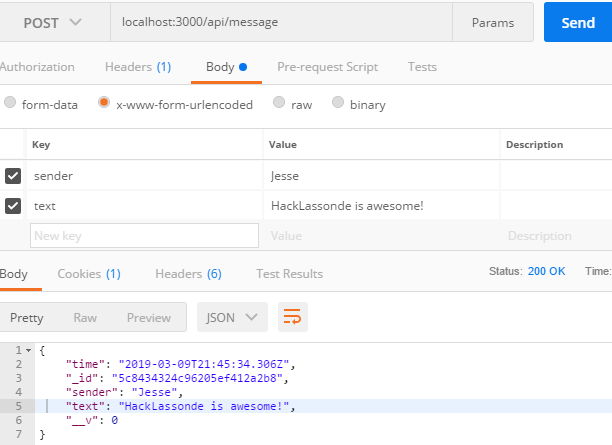 POST localhost:3000/api/message Params Send
Authorization Headers (1) Body Pre-request Script Tests
form-data x-www-form-urlencoded raw binary
Key Value Description
sender Jesse
text HackLassonde is awesome!
New key Value Description
Body Cookies (1) Headers (6) Test Results Status: 200 OK Time:
Pretty Raw Preview JSON
1 {
2 "time": "2019-03-09T21:45:34.306Z",
3 "_id": "5c8434324c96205ef412a2b8",
4 "sender": "Jesse",
5 "text": "HackLassonde is awesome!",
6 "__v": 0
7 }